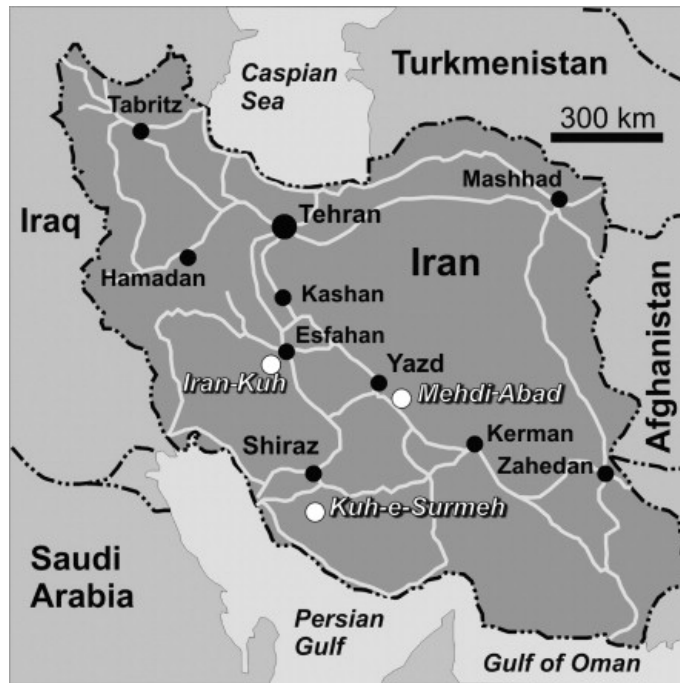 Caspian
Sea
Turkmenistan
300 km
Tabritz
Mashhad
Iraq
Tehran
Hamadan
Iran
Kashan
Afghanistan
Esfahan
Iran-Kuh
Yazd
Mehdi-Abad
Kerman
Shiraz
Zahedan
Kuh-e-Surmeh
Saudi
Arabia
Persian
Gulf
Gulf of Oman